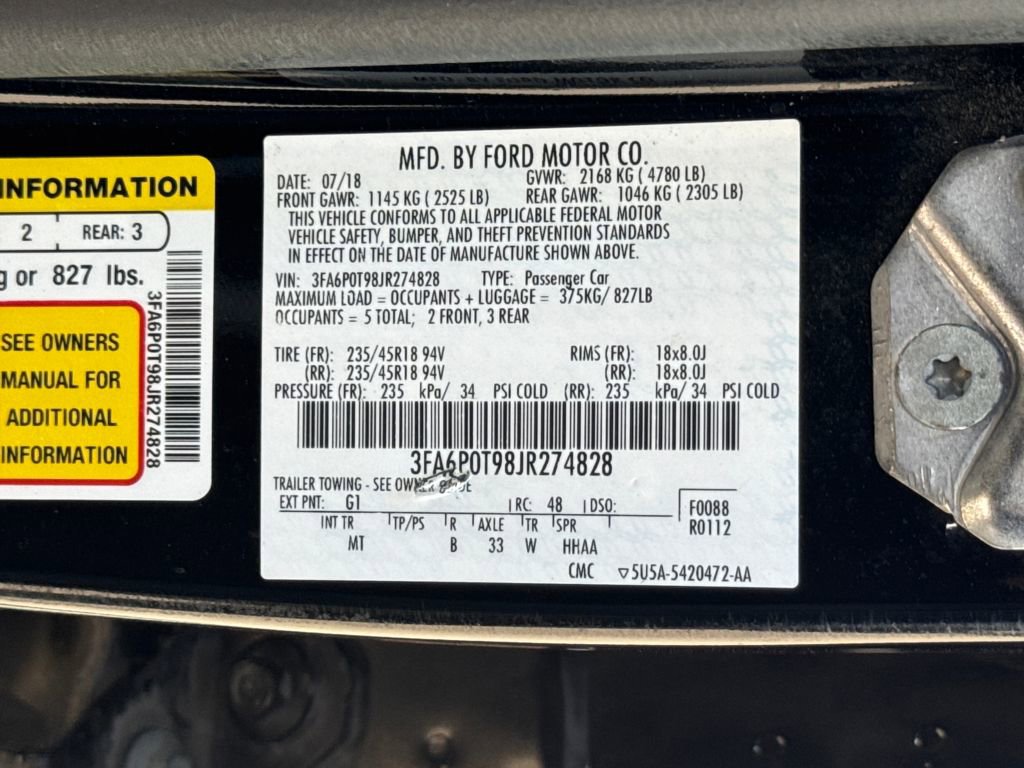 MFD. BY FORD MOTOR CO.
MFD. BY FORD MOTOR CO.
DATE: 07/18 GVWR: 2168 KG ( 4780 LB)
FRONT GAWR: 1145 KG ( 2525 LB) REAR GAWR: 1046 KG ( 2305 LB)
THIS VEHICLE CONFORMS TO ALL APPLICABLE FEDERAL MOTOR
VEHICLE SAFETY, BUMPER, AND THEFT PREVENTION STANDARDS
IN EFFECT ON THE DATE OF MANUFACTURE SHOWN ABOVE.
VIN: 3FA6P0T98JR274828 TYPE: Passenger Car
MAXIMUM LOAD = OCCUPANTS + LUGGAGE = 375KG/ 827LB
OCCUPANTS = 5 TOTAL; 2 FRONT, 3 REAR
TIRE (FR): 235/45R18 94V RIMS (FR): 18x8.0J
(RR): 235/45R18 94V (RR): 18x8.0J
PRESSURE (FR): 235 kPa/ 34 PSI COLD (RR): 235 kPa/ 34 PSI COLD
3FA6P0T98JR274828
TRAILER TOWING - SEE
EXT PNT: G1 RC: 48 DSO: F0088
R0112
INT TR TP/PS R AXLE TR SPR
MT B 33 W HHAA
CMC ▽5U5A-5420472-AA
INFORMATION
2 REAR: 3
g or 827 lbs.
SEE OWNERS
MANUAL FOR
ADDITIONAL
INFORMATION
3FA6P0T98JR274828